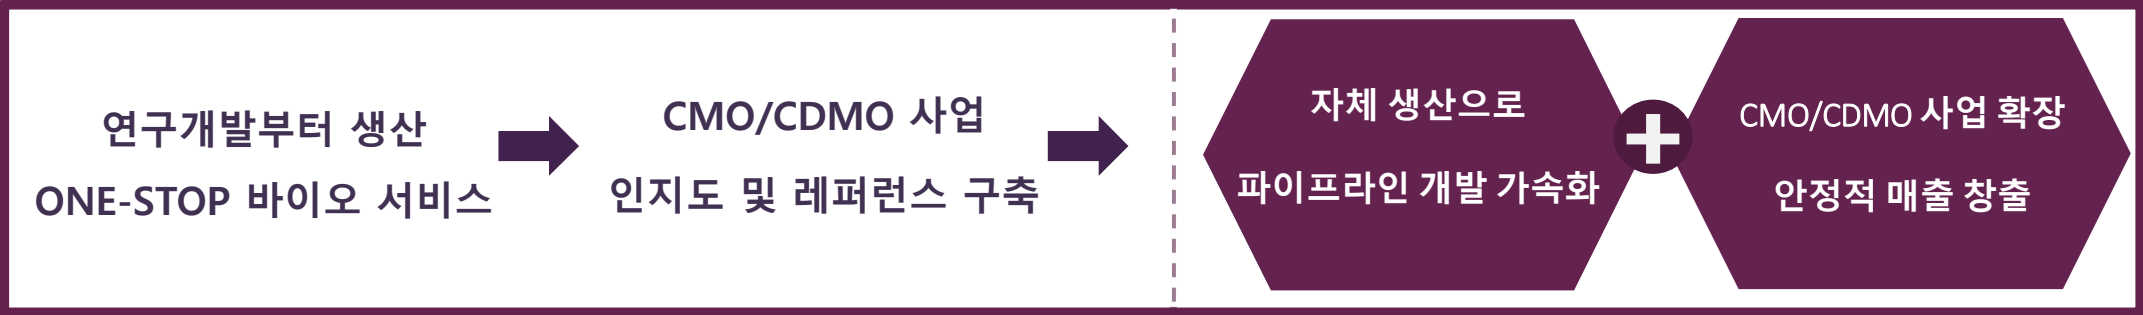 연구개발부터 생산
ONE-STOP 바이오 서비스
CMO/CDMO 사업
인지도 및 레퍼런스 구축
자체 생산으로
파이프라인 개발 가속화
CMO/CDMO 사업 확장
안정적 매출 창출